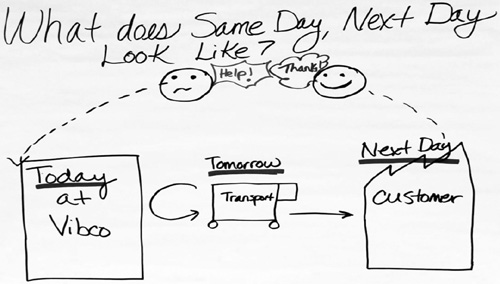 What does Same Day, Next Day
Look Like?
Help!
Thanks!
Today
at
Vibco
Tomorrow
Transport
Next Day
Customer